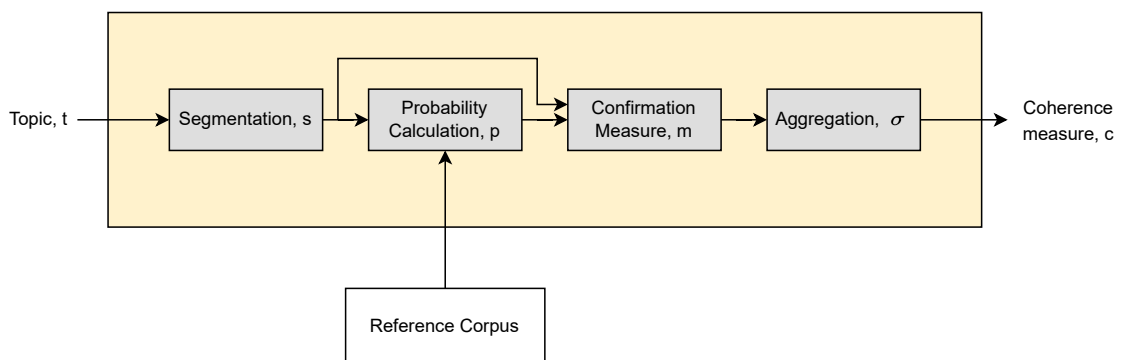 Topic, t
Segmentation, s
Probability
Calculation, p
Confirmation
Measure, m
Aggregation, σ
Coherence
measure, c
Reference Corpus